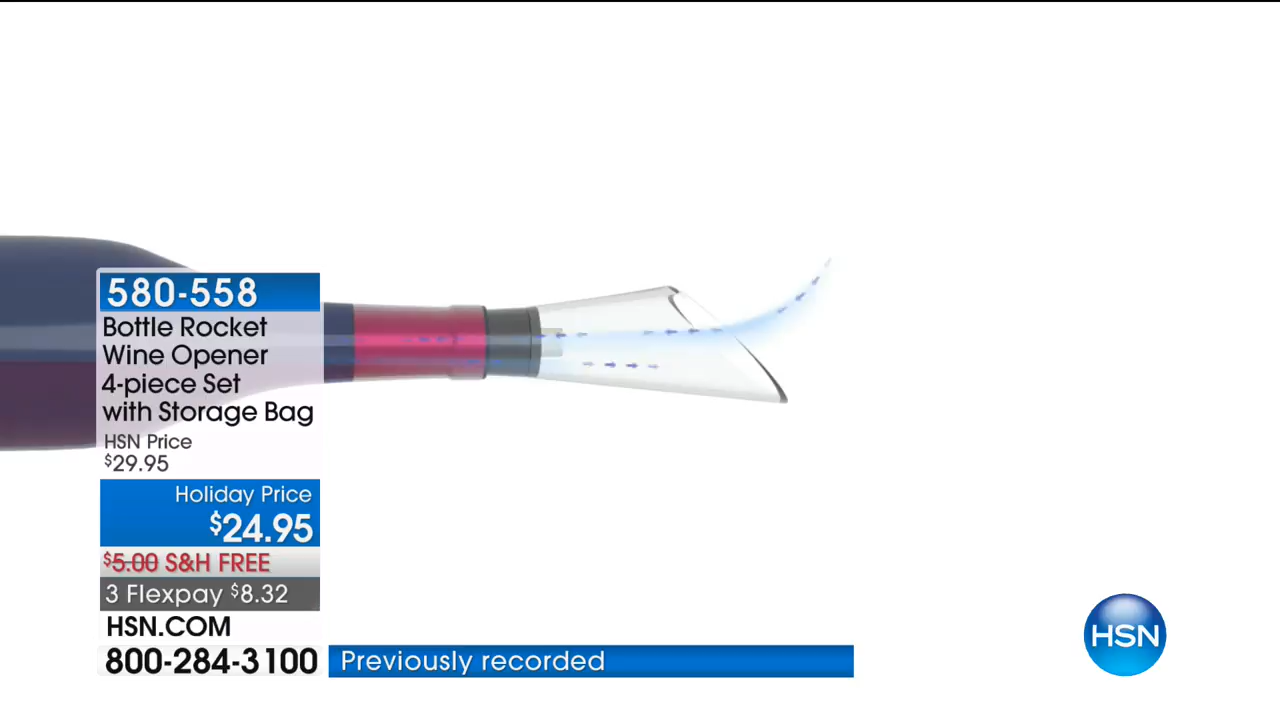 580-558
Bottle Rocket
Wine Opener
4-piece Set
with Storage Bag
HSN Price
$29.95
Holiday Price
$24.95
$5.00 S&H FREE
3 Flexpay $8.32
HSN.COM
800-284-3100
Previously recorded
HSN